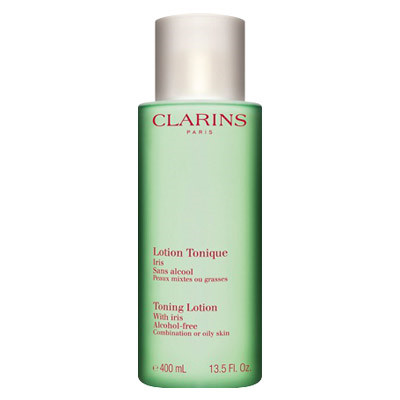 CLARINS
PARIS
Lotion Tonique
Iris
Sans alcool
Peaux mixtes ou grasses
Toning Lotion
With iris
Alcohol-free
Combination or oily skin
℮ 400 mL 13.5 Fl. Oz.